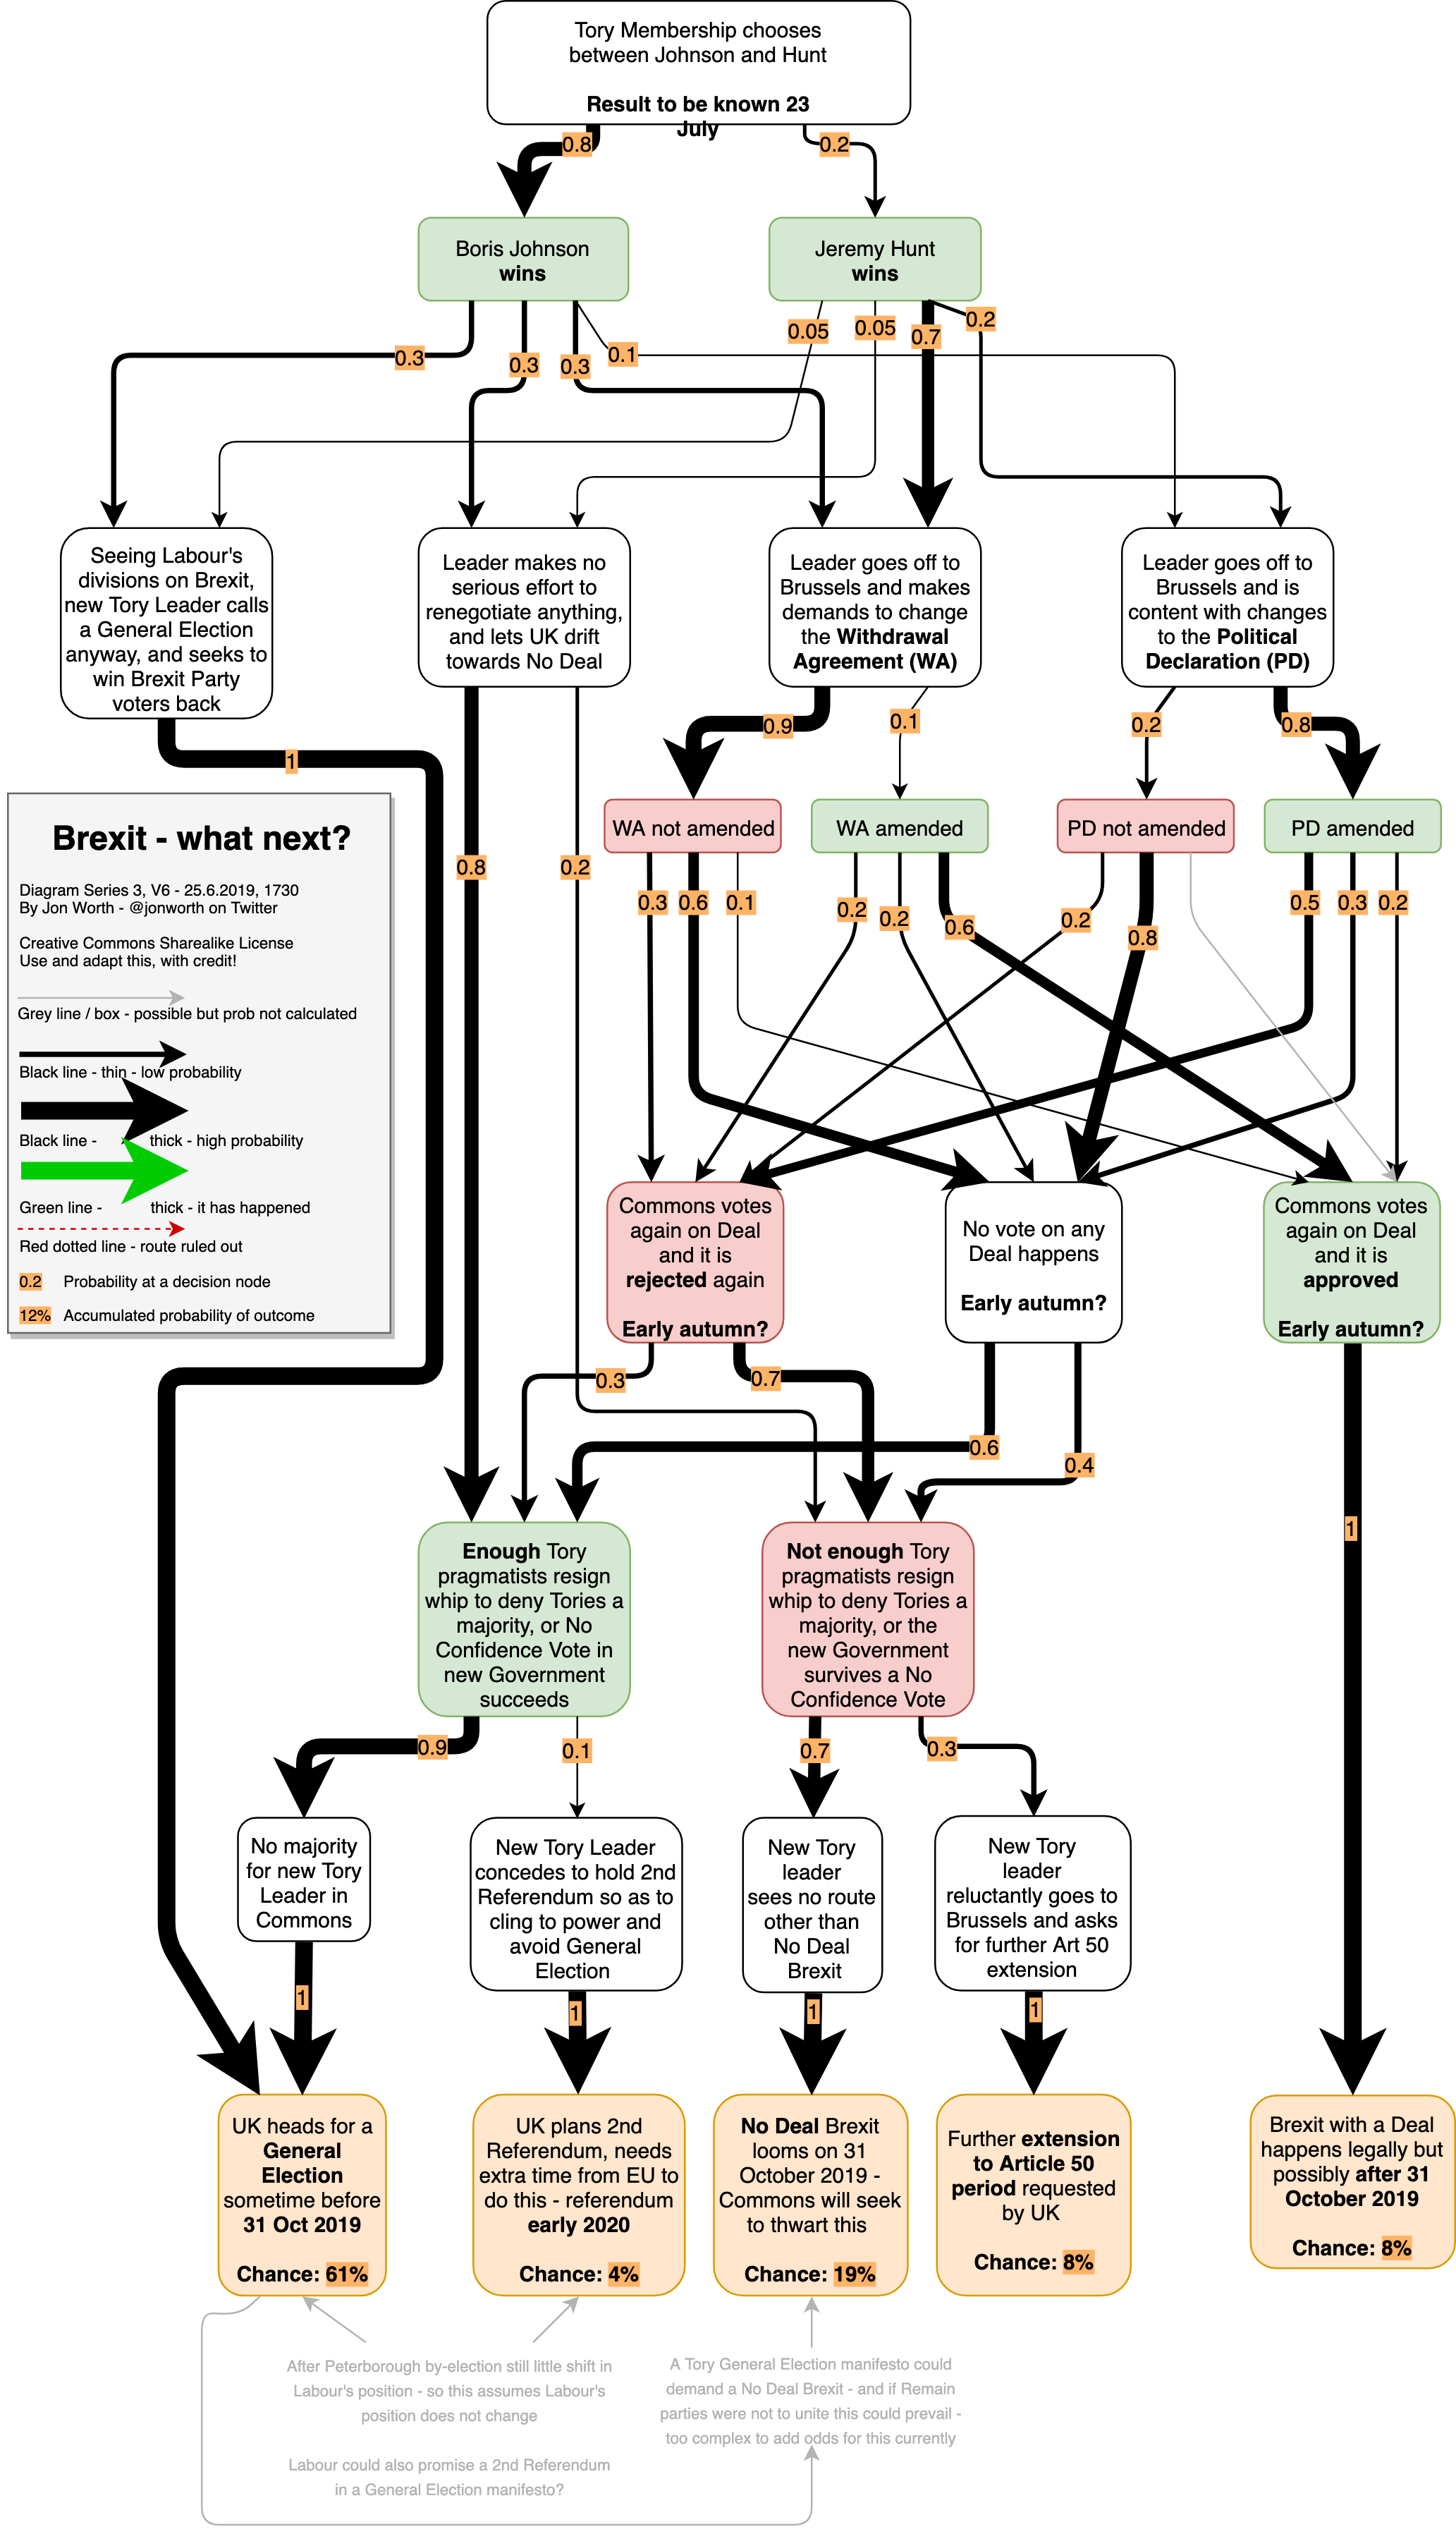 Tory Membership chooses
between Johnson and Hunt
Result to be known 23
July
0.8
0.2
Boris Johnson
wins
Jeremy Hunt
wins
0.3
0.3
0.3
0.1
0.05
0.05
0.7
0.2
Seeing Labour's
divisions on Brexit,
new Tory Leader calls
a General Election
anyway, and seeks to
win Brexit Party
voters back
Leader makes no
serious effort to
renegotiate anything,
and lets UK drift
towards No Deal
Leader goes off to
Brussels and makes
demands to change
the Withdrawal
Agreement (WA)
Leader goes off to
Brussels and is
content with changes
to the Political
Declaration (PD)
1
0.9
0.1
0.2
0.8
Brexit - what next?
Diagram Series 3, V6 - 25.6.2019, 1730
By Jon Worth - @jonworth on Twitter
Creative Commons Sharealike License
Use and adapt this, with credit!
Grey line / box - possible but prob not calculated
Black line - thin - low probability
Black line - thick - high probability
Green line - thick - it has happened
Red dotted line - route ruled out
0.2 Probability at a decision node
12% Accumulated probability of outcome
WA not amended
WA amended
PD not amended
PD amended
0.8
0.2
0.3
0.6
0.1
0.2
0.2
0.6
0.2
0.8
0.5
0.3
0.2
Commons votes
again on Deal
and it is
rejected again
Early autumn?
No vote on any
Deal happens
Early autumn?
Commons votes
again on Deal
and it is
approved
Early autumn?
0.3
0.7
0.6
0.4
1
Enough Tory
pragmatists resign
whip to deny Tories a
majority, or No
Confidence Vote in
new Government
succeeds
Not enough Tory
pragmatists resign
whip to deny Tories a
majority, or the
new Government
survives a No
Confidence Vote
0.9
0.1
0.7
0.3
No majority
for new Tory
Leader in
Commons
New Tory Leader
concedes to hold 2nd
Referendum so as to
cling to power and
avoid General
Election
New Tory
leader
sees no route
other than
No Deal
Brexit
New Tory
leader
reluctantly goes to
Brussels and asks
for further Art 50
extension
1
1
1
1
UK heads for a
General
Election
sometime before
31 Oct 2019
Chance: 61%
UK plans 2nd
Referendum, needs
extra time from EU to
do this - referendum
early 2020
Chance: 4%
No Deal Brexit
looms on 31
October 2019 -
Commons will seek
to thwart this
Chance: 19%
Further extension
to Article 50
period requested
by UK
Chance: 8%
Brexit with a Deal
happens legally but
possibly after 31
October 2019
Chance: 8%
After Peterborough by-election still little shift in
Labour's position - so this assumes Labour's
position does not change
Labour could also promise a 2nd Referendum
in a General Election manifesto?
A Tory General Election manifesto could
demand a No Deal Brexit - and if Remain
parties were not to unite this could prevail -
too complex to add odds for this currently